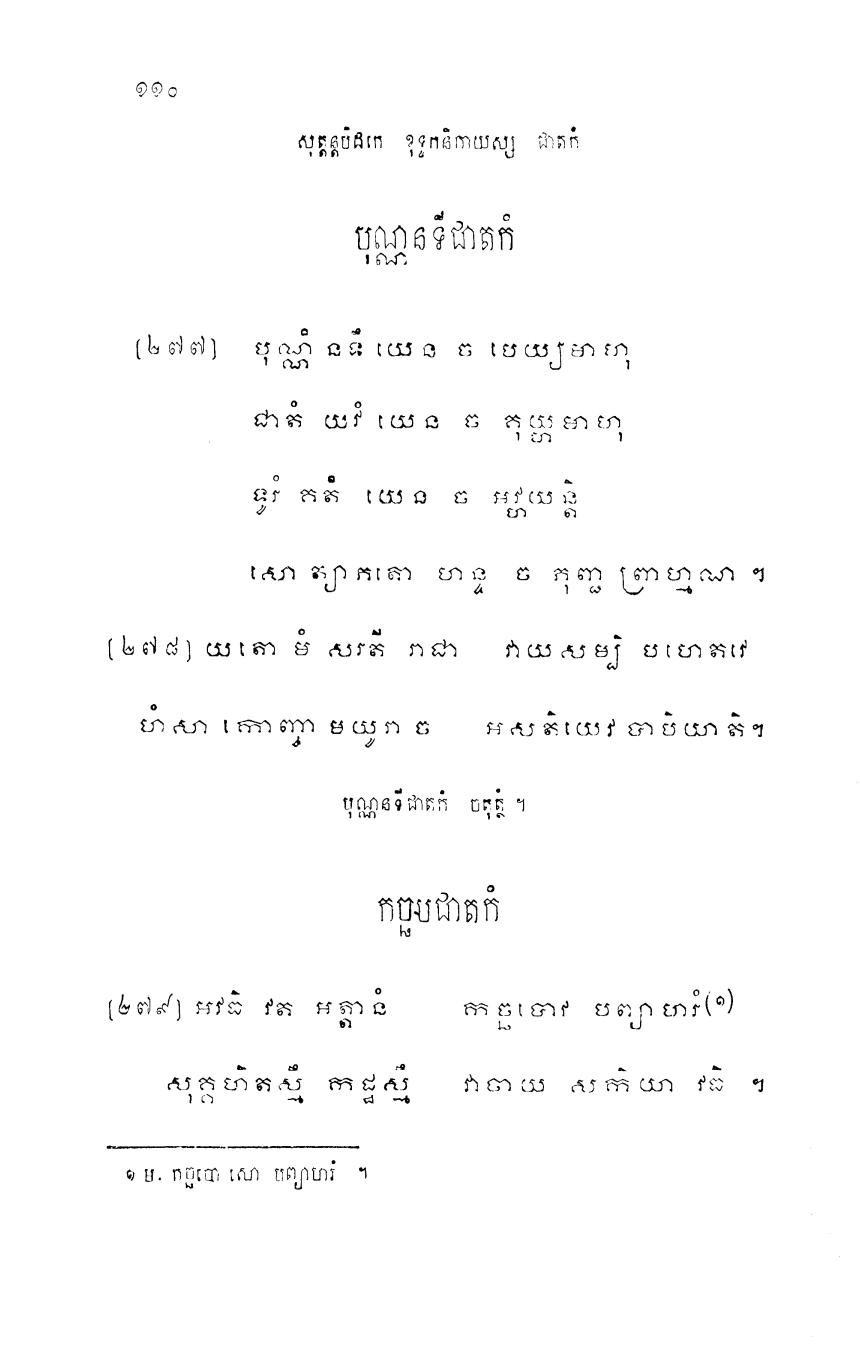 ១១០
សុត្តន្តបិដកេ ខុទ្ទកនិកាយស្ស ជាតកំ
បុណ្ណនទីជាតកំ
[២៧៧] បុណ្ណំ នទឹ យេន ច បេយ្យមាហុ
ជាតំ យវំ យេន ច គុយ្ហមាហុ
ទូរំ គតំ យេន ច អវ្ហយន្តិ
សោ ត្យាគតោ ហន្ទ ច ភុញ្ជ ព្រាហ្មណ ។
[២៧៨] យតោ មំ សរតី រាជា វាយសម្បិ បហេតវេ
ហំសា កោញ្ចា មយូរា ច អសតិយេវ បាបិយាតិ។
បុណ្ណនទីជាតកំ ចតុត្ថំ ។
កច្ឆបជាតកំ
[២៧៩] អវធិ វត អត្តានំ កច្ឆបោវ បព្យាហរំ(១)
សុគ្គហិតស្មឹ កដ្ឋស្មឹ វាចាយ សកិយា វធិ ។
១ ម. កច្ឆបោ សោ បព្យាហរំ ។